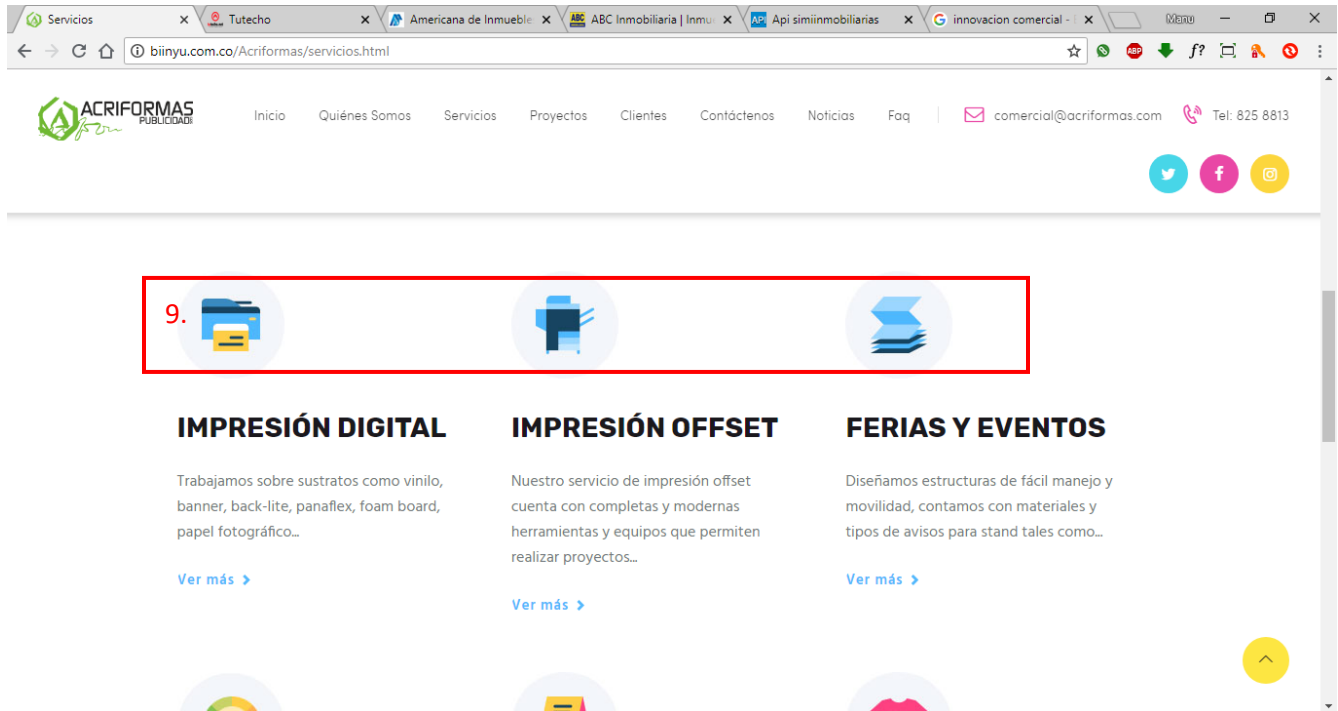 Servicios
Tutecho
Americana de Inmueble
ABC
ABC Inmobiliaria | Inmu
API
Api simiinmobiliarias
G
innovacion comercial -
Manu
biinyu.com.co/Acriformas/servicios.html
ABP
f?
ACRIFORMAS
PUBLICIDAD
Inicio
Quiénes Somos
Servicios
Proyectos
Clientes
Contáctenos
Noticias
Faq
comercial@acriformas.com
Tel: 825 8813
9.
IMPRESIÓN DIGITAL
Trabajamos sobre sustratos como vinilo,
banner, back-lite, panaflex, foam board,
papel fotográfico...
Ver más
IMPRESIÓN OFFSET
Nuestro servicio de impresión offset
cuenta con completas y modernas
herramientas y equipos que permiten
realizar proyectos...
Ver más
FERIAS Y EVENTOS
Diseñamos estructuras de fácil manejo y
movilidad, contamos con materiales y
tipos de avisos para stand tales como...
Ver más